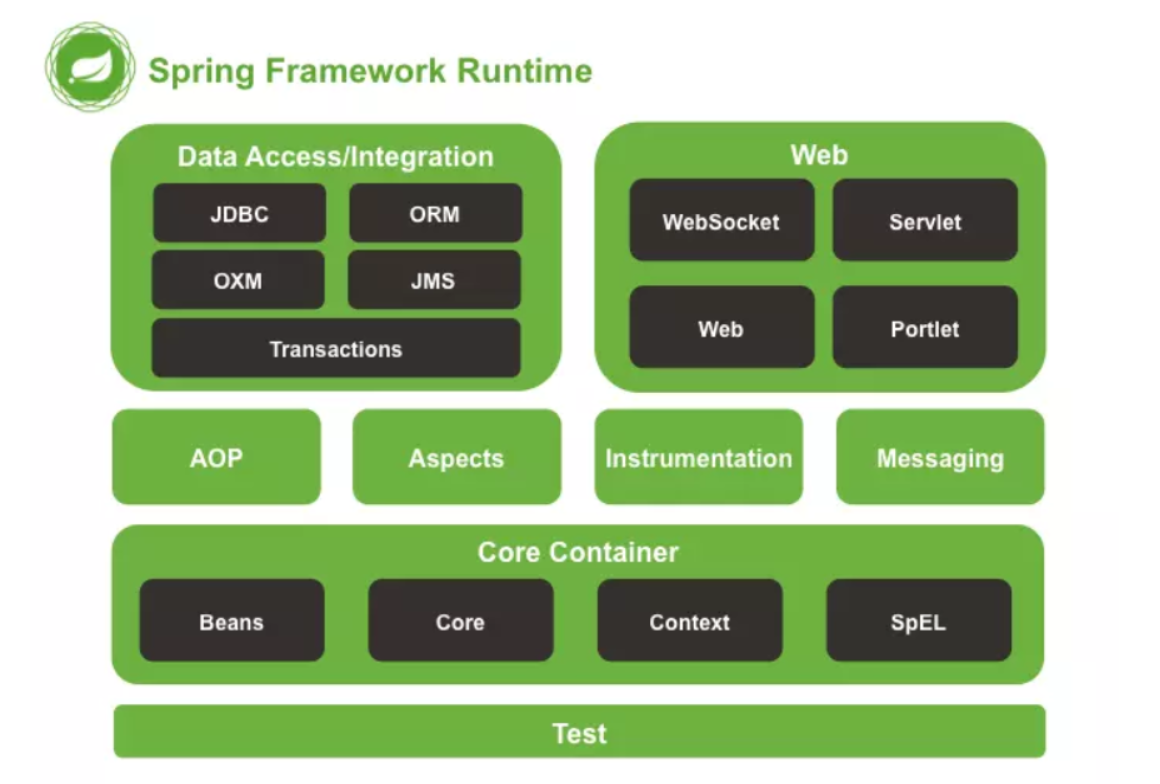 Spring Framework Runtime
Data Access/Integration
JDBC
ORM
OXM
JMS
Transactions
Web
WebSocket
Servlet
Web
Portlet
AOP
Aspects
Instrumentation
Messaging
Core Container
Beans
Core
Context
SpEL
Test